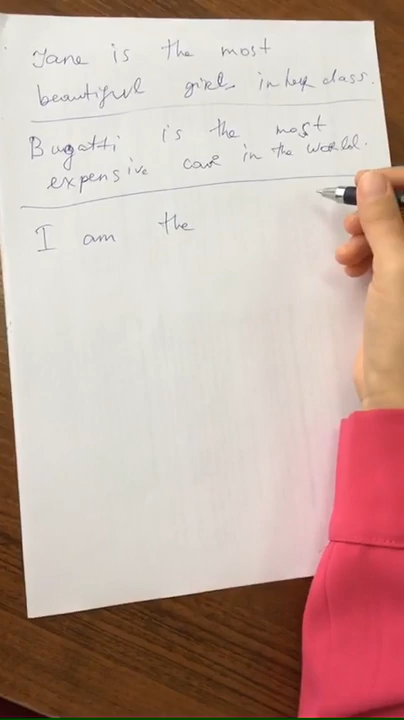 Jane is the most
beautiful girl in her class.
Bugatti is the most
expensive car in the world.
I am the